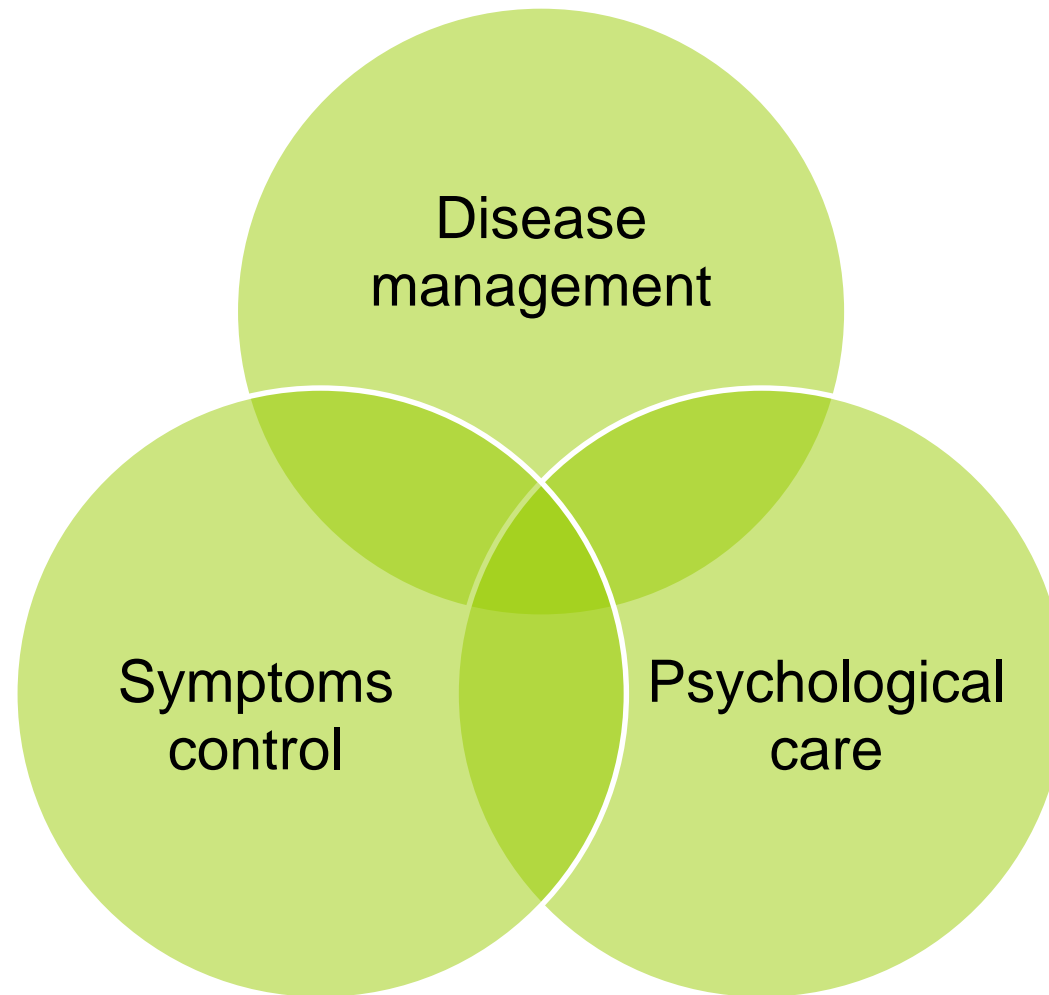 Disease
management
Symptoms
control
Psychological
care